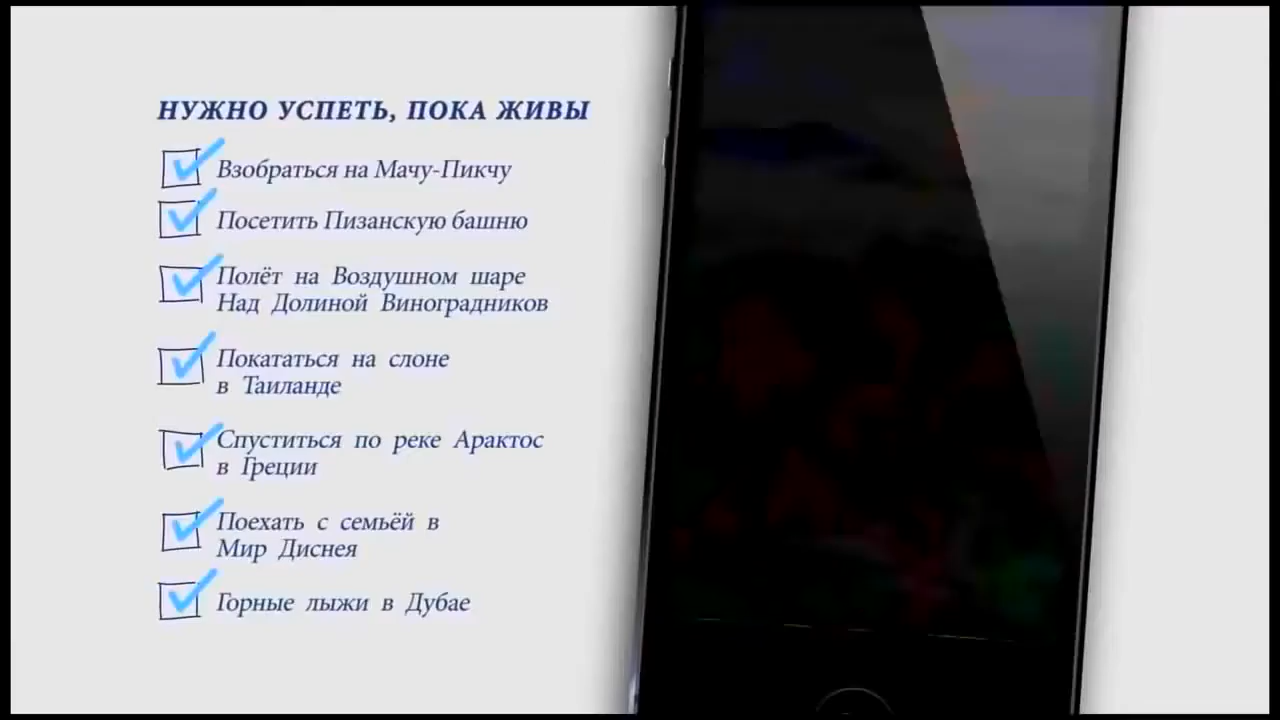 НУЖНО УСПЕТЬ, ПОКА ЖИВЫ
Взобраться на Мачу-Пикчу
Посетить Пизанскую башню
Полёт на Воздушном шаре
Над Долиной Виноградников
Покататься на слоне
в Таиланде
Спуститься по реке Арактос
в Греции
Поехать с семьёй в
Мир Диснея
Горные лыжи в Дубае